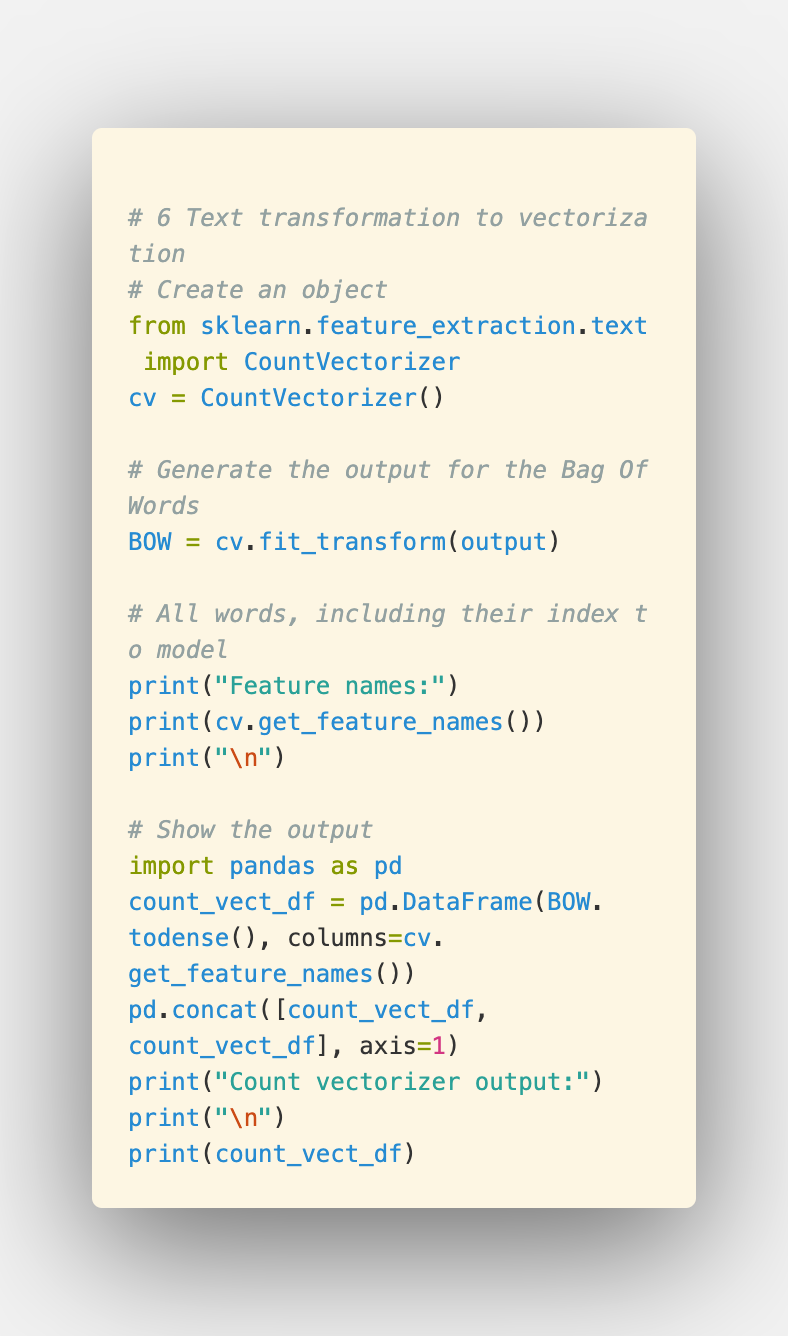 # 6 Text transformation to vectoriza
tion
# Create an object
from sklearn.feature_extraction.text
 import CountVectorizer
cv = CountVectorizer()

# Generate the output for the Bag Of
Words
BOW = cv.fit_transform(output)

# All words, including their index t
o model
print("Feature names:")
print(cv.get_feature_names())
print("\n")

# Show the output
import pandas as pd
count_vect_df = pd.DataFrame(BOW.
todense(), columns=cv.
get_feature_names())
pd.concat([count_vect_df,
count_vect_df], axis=1)
print("Count vectorizer output:")
print("\n")
print(count_vect_df)